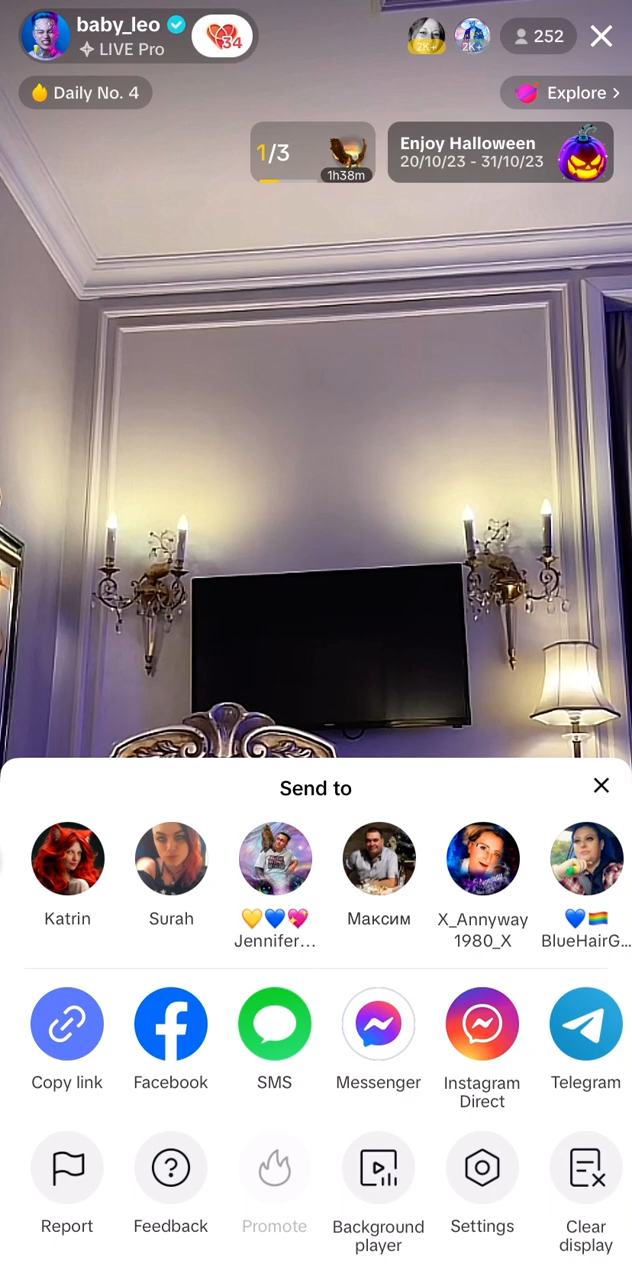 baby_leo
LIVE Pro
34
2K+
2K+
252
Daily No. 4
Explore >
1/3
1h38m
Enjoy Halloween
20/10/23 - 31/10/23
Send to
Katrin
Surah
💛💙💖
Jennifer...
Максим
X_Annyway
1980_X
💙🏳️‍🌈
BlueHairG...
Copy link
Facebook
SMS
Messenger
Instagram
Direct
Telegram
Report
Feedback
Promote
Background
player
Settings
Clear
display